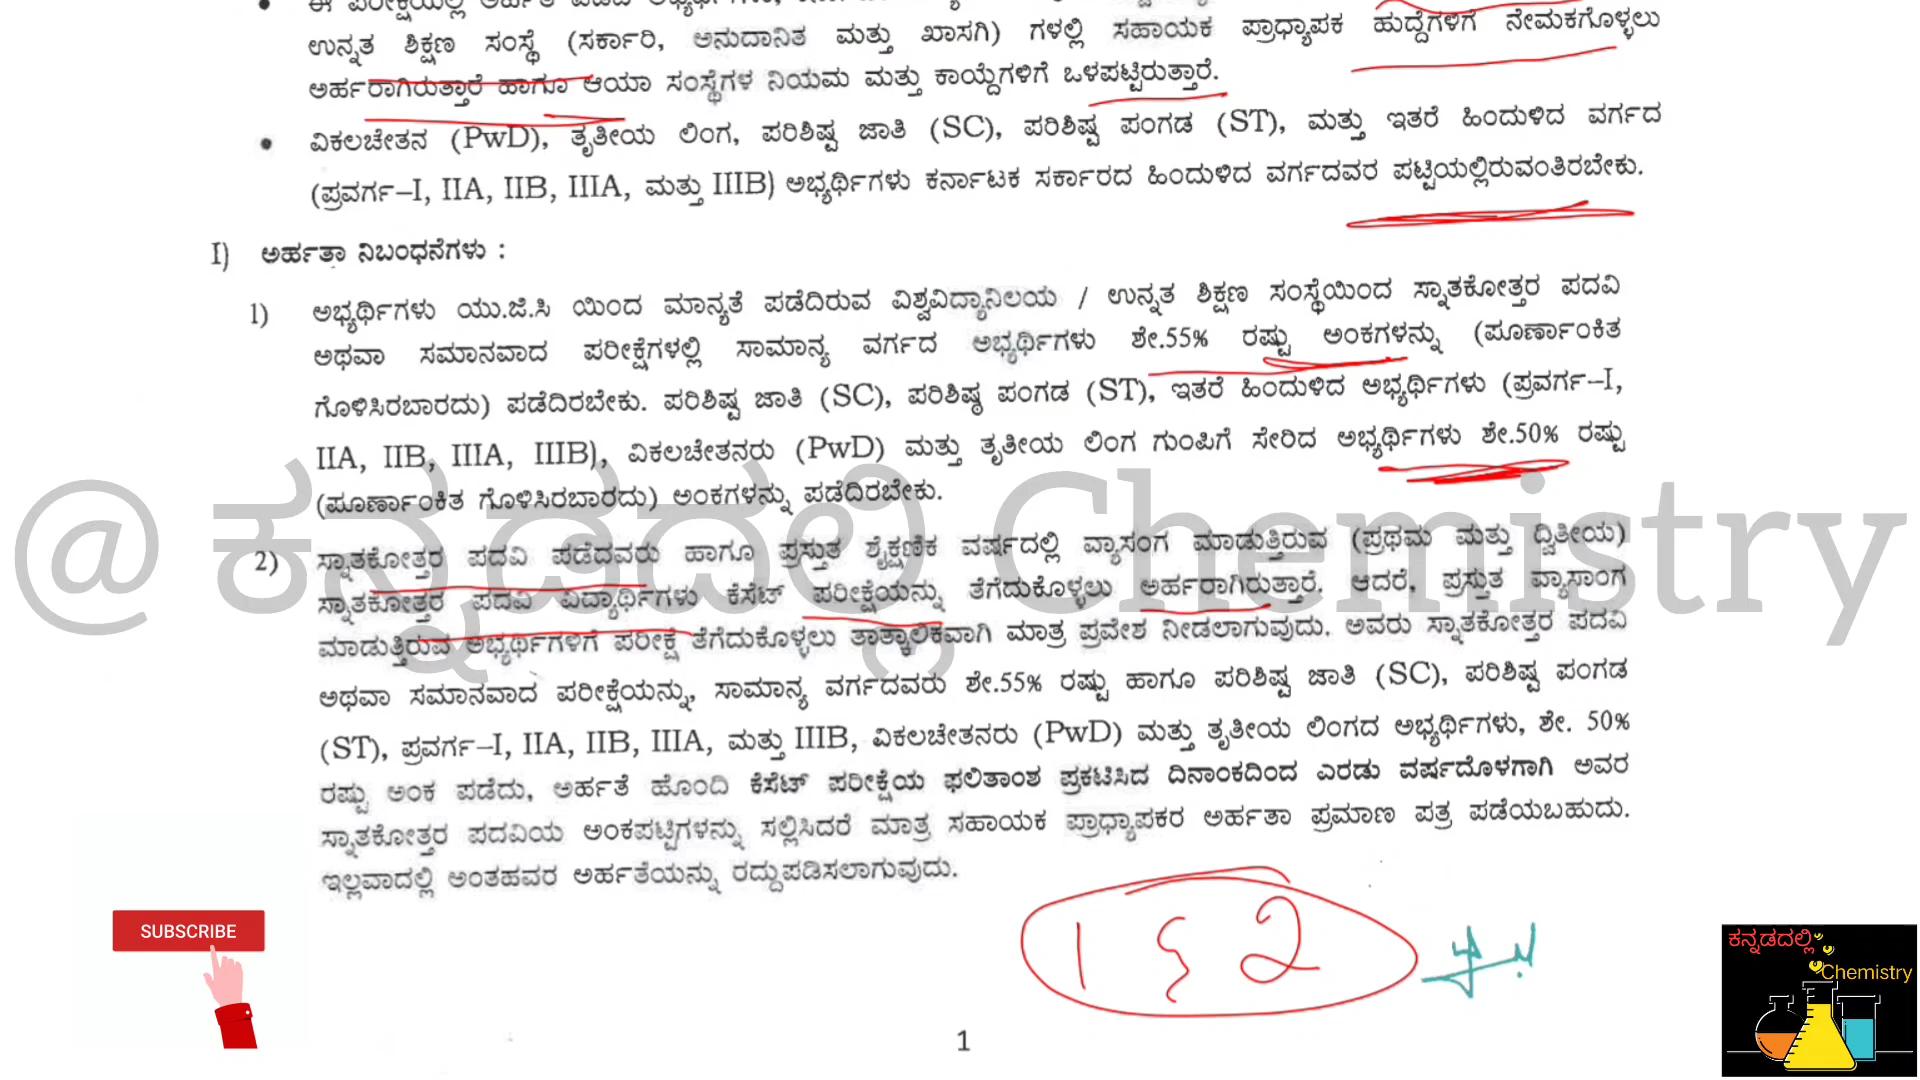 ಉನ್ನತ ಶಿಕ್ಷಣ ಸಂಸ್ಥೆ (ಸರ್ಕಾರಿ, ಅನುದಾನಿತ ಮತ್ತು ಖಾಸಗಿ) ಗಳಲ್ಲಿ ಸಹಾಯಕ ಪ್ರಾಧ್ಯಾಪಕ ಹುದ್ದೆಗಳಿಗೆ ನೇಮಕಗೊಳ್ಳಲು
ಅರ್ಹರಾಗಿರುತ್ತಾರೆ ಹಾಗೂ ಆಯಾ ಸಂಸ್ಥೆಗಳ ನಿಯಮ ಮತ್ತು ಕಾಯ್ದೆಗಳಿಗೆ ಒಳಪಟ್ಟಿರುತ್ತಾರೆ.
• ವಿಕಲಚೇತನ (PwD), ತೃತೀಯ ಲಿಂಗ, ಪರಿಶಿಷ್ಟ ಜಾತಿ (SC), ಪರಿಶಿಷ್ಟ ಪಂಗಡ (ST), ಮತ್ತು ಇತರೆ ಹಿಂದುಳಿದ ವರ್ಗದ
(ಪ್ರವರ್ಗ–I, IIA, IIB, IIIA, ಮತ್ತು IIIB) ಅಭ್ಯರ್ಥಿಗಳು ಕರ್ನಾಟಕ ಸರ್ಕಾರದ ಹಿಂದುಳಿದ ವರ್ಗದವರ ಪಟ್ಟಿಯಲ್ಲಿರುವಂತಿರಬೇಕು.
I) ಅರ್ಹತಾ ನಿಬಂಧನೆಗಳು :
1) ಅಭ್ಯರ್ಥಿಗಳು ಯು.ಜಿ.ಸಿ ಯಿಂದ ಮಾನ್ಯತೆ ಪಡೆದಿರುವ ವಿಶ್ವವಿದ್ಯಾನಿಲಯ / ಉನ್ನತ ಶಿಕ್ಷಣ ಸಂಸ್ಥೆಯಿಂದ ಸ್ನಾತಕೋತ್ತರ ಪದವಿ
ಅಥವಾ ಸಮಾನವಾದ ಪರೀಕ್ಷೆಗಳಲ್ಲಿ ಸಾಮಾನ್ಯ ವರ್ಗದ ಅಭ್ಯರ್ಥಿಗಳು ಶೇ.55% ರಷ್ಟು ಅಂಕಗಳನ್ನು (ಪೂರ್ಣಾಂಕಿತ
ಗೊಳಿಸಿರಬಾರದು) ಪಡೆದಿರಬೇಕು. ಪರಿಶಿಷ್ಟ ಜಾತಿ (SC), ಪರಿಶಿಷ್ಠ ಪಂಗಡ (ST), ಇತರೆ ಹಿಂದುಳಿದ ಅಭ್ಯರ್ಥಿಗಳು (ಪ್ರವರ್ಗ–I,
IIA, IIB, IIIA, IIIB), ವಿಕಲಚೇತನರು (PwD) ಮತ್ತು ತೃತೀಯ ಲಿಂಗ ಗುಂಪಿಗೆ ಸೇರಿದ ಅಭ್ಯರ್ಥಿಗಳು ಶೇ.50% ರಷ್ಟು
(ಪೂರ್ಣಾಂಕಿತ ಗೊಳಿಸಿರಬಾರದು) ಅಂಕಗಳನ್ನು ಪಡೆದಿರಬೇಕು.
@ ಕನ್ನಡದಲ್ಲಿ Chemistry
2) ಸ್ನಾತಕೋತ್ತರ ಪದವಿ ಪಡೆದವರು ಹಾಗೂ ಪ್ರಸ್ತುತ ಶೈಕ್ಷಣಿಕ ವರ್ಷದಲ್ಲಿ ವ್ಯಾಸಂಗ ಮಾಡುತ್ತಿರುವ (ಪ್ರಥಮ ಮತ್ತು ದ್ವಿತೀಯ)
ಸ್ನಾತಕೋತ್ತರ ಪದವಿ ವಿದ್ಯಾರ್ಥಿಗಳು ಕೆಸೆಟ್ ಪರೀಕ್ಷೆಯನ್ನು ತೆಗೆದುಕೊಳ್ಳಲು ಅರ್ಹರಾಗಿರುತ್ತಾರೆ. ಆದರೆ, ಪ್ರಸ್ತುತ ವ್ಯಾಸಾಂಗ
ಮಾಡುತ್ತಿರುವ ಅಭ್ಯರ್ಥಿಗಳಿಗೆ ಪರೀಕ್ಷೆ ತೆಗೆದುಕೊಳ್ಳಲು ತಾತ್ಕಾಲಿಕವಾಗಿ ಮಾತ್ರ ಪ್ರವೇಶ ನೀಡಲಾಗುವುದು. ಅವರು ಸ್ನಾತಕೋತ್ತರ ಪದವಿ
ಅಥವಾ ಸಮಾನವಾದ ಪರೀಕ್ಷೆಯನ್ನು, ಸಾಮಾನ್ಯ ವರ್ಗದವರು ಶೇ.55% ರಷ್ಟು ಹಾಗೂ ಪರಿಶಿಷ್ಟ ಜಾತಿ (SC), ಪರಿಶಿಷ್ಟ ಪಂಗಡ
(ST), ಪ್ರವರ್ಗ–I, IIA, IIB, IIIA, ಮತ್ತು IIIB, ವಿಕಲಚೇತನರು (PwD) ಮತ್ತು ತೃತೀಯ ಲಿಂಗದ ಅಭ್ಯರ್ಥಿಗಳು, ಶೇ. 50%
ರಷ್ಟು ಅಂಕ ಪಡೆದು, ಅರ್ಹತೆ ಹೊಂದಿ ಕೆಸೆಟ್ ಪರೀಕ್ಷೆಯ ಫಲಿತಾಂಶ ಪ್ರಕಟಿಸಿದ ದಿನಾಂಕದಿಂದ ಎರಡು ವರ್ಷದೊಳಗಾಗಿ ಅವರ
ಸ್ನಾತಕೋತ್ತರ ಪದವಿಯ ಅಂಕಪಟ್ಟಿಗಳನ್ನು ಸಲ್ಲಿಸಿದರೆ ಮಾತ್ರ ಸಹಾಯಕ ಪ್ರಾಧ್ಯಾಪಕರ ಅರ್ಹತಾ ಪ್ರಮಾಣ ಪತ್ರ ಪಡೆಯಬಹುದು.
ಇಲ್ಲವಾದಲ್ಲಿ ಅಂತಹವರ ಅರ್ಹತೆಯನ್ನು ರದ್ದುಪಡಿಸಲಾಗುವುದು.
SUBSCRIBE
1 & 2
ಕನ್ನಡದಲ್ಲಿ
Chemistry
1